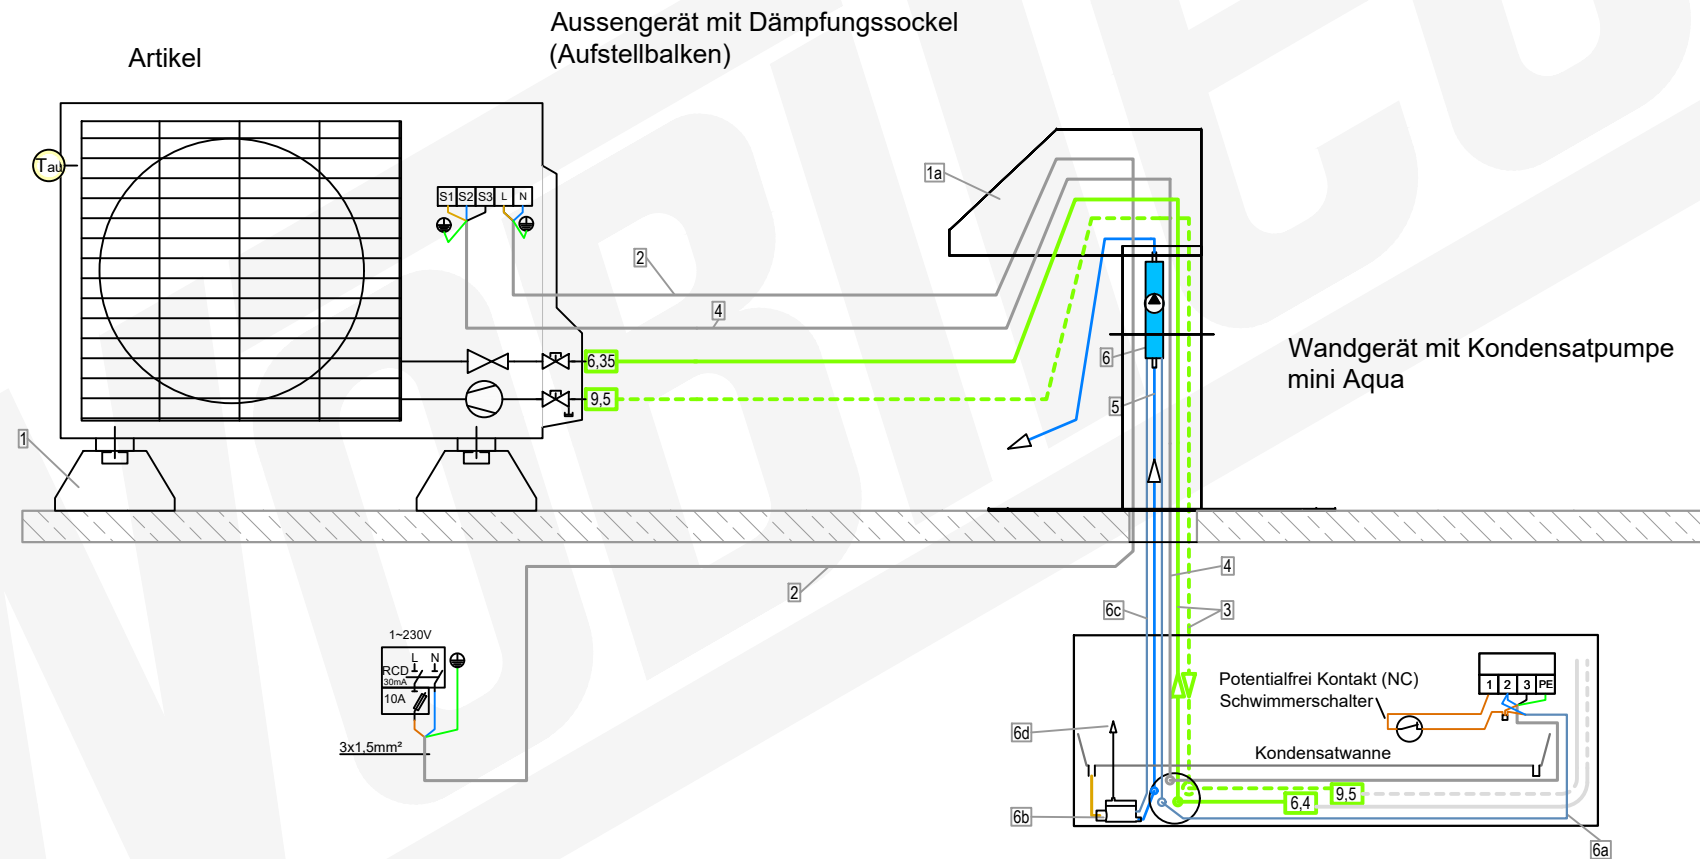 Aussengerät mit Dämpfungssockel
(Aufstellbalken)
Artikel
Tau
S1 S2 S3 L N
1a
2
4
6,35
9,5
6
5
Wandgerät mit Kondensatpumpe
mini Aqua
1
4
2
6c
3
1~230V
L N
RCD
30mA
10A
3x1,5mm²
Potentialfrei Kontakt (NC)
Schwimmerschalter
1 2 3 PE
6d
Kondensatwanne
9,5
6,4
6b
6a